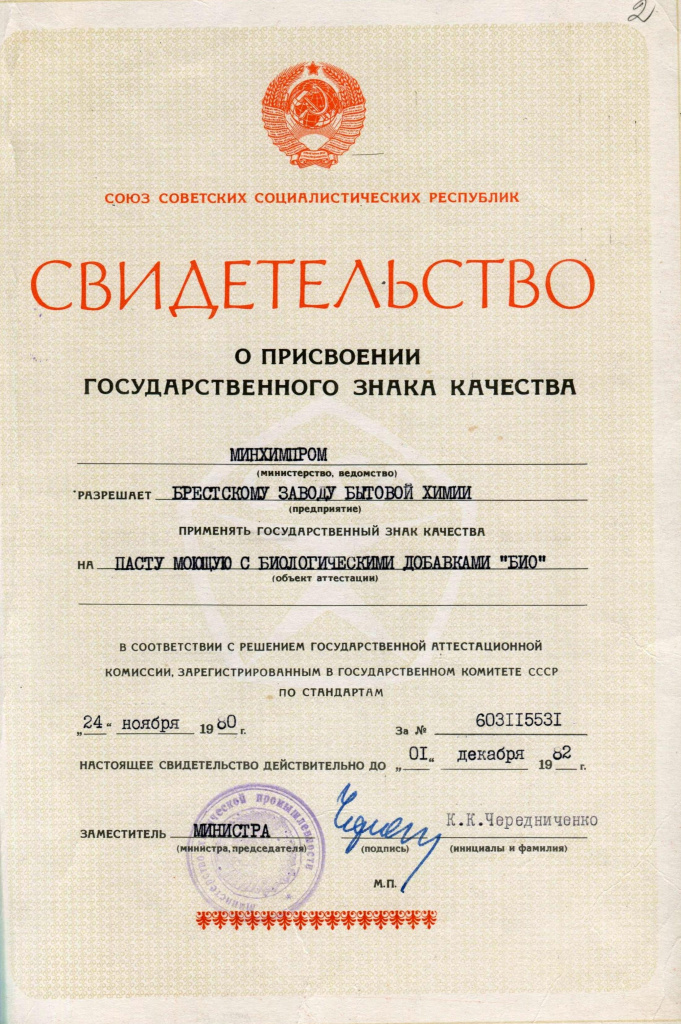 2
СОЮЗ СОВЕТСКИХ СОЦИАЛИСТИЧЕСКИХ РЕСПУБЛИК
СВИДЕТЕЛЬСТВО
О ПРИСВОЕНИИ
ГОСУДАРСТВЕННОГО ЗНАКА КАЧЕСТВА
МИНХИМПРОМ
(министерство, ведомство)
РАЗРЕШАЕТ БРЕСТСКОМУ ЗАВОДУ БЫТОВОЙ ХИМИИ
(предприятие)
ПРИМЕНЯТЬ ГОСУДАРСТВЕННЫЙ ЗНАК КАЧЕСТВА
НА ПАСТУ МОЮЩУЮ С БИОЛОГИЧЕСКИМИ ДОБАВКАМИ "БИО"
(объект аттестации)
В СООТВЕТСТВИИ С РЕШЕНИЕМ ГОСУДАРСТВЕННОЙ АТТЕСТАЦИОННОЙ
КОМИССИИ, ЗАРЕГИСТРИРОВАННЫМ В ГОСУДАРСТВЕННОМ КОМИТЕТЕ СССР
ПО СТАНДАРТАМ
„24“ ноября 1980 г. За № 603II553I
НАСТОЯЩЕЕ СВИДЕТЕЛЬСТВО ДЕЙСТВИТЕЛЬНО ДО „0I“ декабря 1982 г.
ЗАМЕСТИТЕЛЬ МИНИСТРА К.К.Чередниченко
(министра, председателя) (подпись) (инициалы и фамилия)
М.П.
Министерство химической промышленности